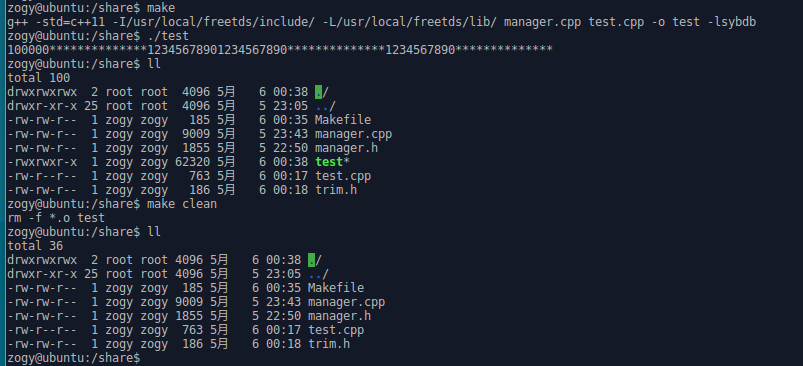 zogy@ubuntu:/share$ make
g++ -std=c++11 -I/usr/local/freetds/include/ -L/usr/local/freetds/lib/ manager.cpp test.cpp -o test -lsybdb
zogy@ubuntu:/share$ ./test
100000**************12345678901234567890**************1234567890**************
zogy@ubuntu:/share$ ll
total 100
drwxrwxrwx  2 root root  4096 5月   6 00:38 ./
drwxr-xr-x 25 root root  4096 5月   5 23:05 ../
-rw-rw-r--  1 zogy zogy   185 5月   6 00:35 Makefile
-rw-rw-r--  1 zogy zogy  9009 5月   5 23:43 manager.cpp
-rw-rw-r--  1 zogy zogy  1855 5月   5 22:50 manager.h
-rwxrwxr-x  1 zogy zogy 62320 5月   6 00:38 test*
-rw-r--r--  1 zogy zogy   763 5月   6 00:17 test.cpp
-rw-rw-r--  1 zogy zogy   186 5月   6 00:18 trim.h
zogy@ubuntu:/share$ make clean
rm -f *.o test
zogy@ubuntu:/share$ ll
total 36
drwxrwxrwx  2 root root 4096 5月   6 00:38 ./
drwxr-xr-x 25 root root 4096 5月   5 23:05 ../
-rw-rw-r--  1 zogy zogy  185 5月   6 00:35 Makefile
-rw-rw-r--  1 zogy zogy 9009 5月   5 23:43 manager.cpp
-rw-rw-r--  1 zogy zogy 1855 5月   5 22:50 manager.h
-rw-r--r--  1 zogy zogy  763 5月   6 00:17 test.cpp
-rw-rw-r--  1 zogy zogy  186 5月   6 00:18 trim.h
zogy@ubuntu:/share$